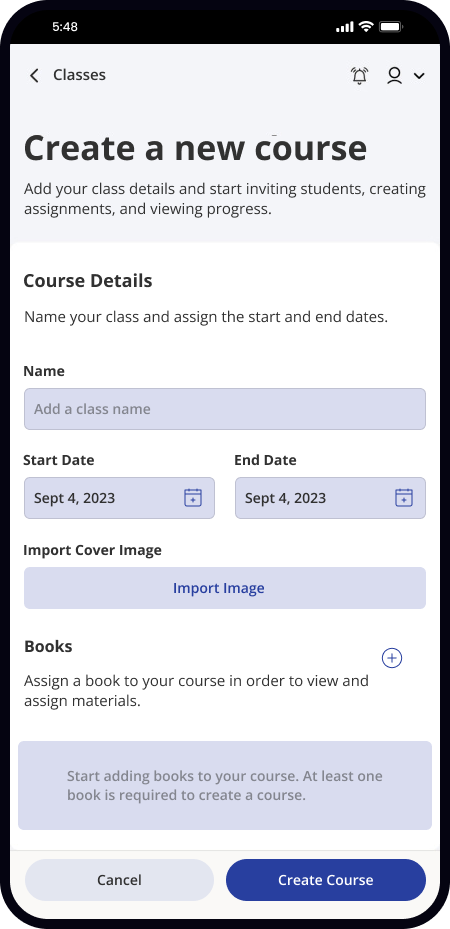 5:48
Classes
Create a new course
Add your class details and start inviting students, creating
assignments, and viewing progress.
Course Details
Name your class and assign the start and end dates.
Name
Add a class name
Start Date
End Date
Sept 4, 2023
Sept 4, 2023
Import Cover Image
Import Image
Books
Assign a book to your course in order to view and
assign materials.
Start adding books to your course. At least one
book is required to create a course.
Cancel
Create Course